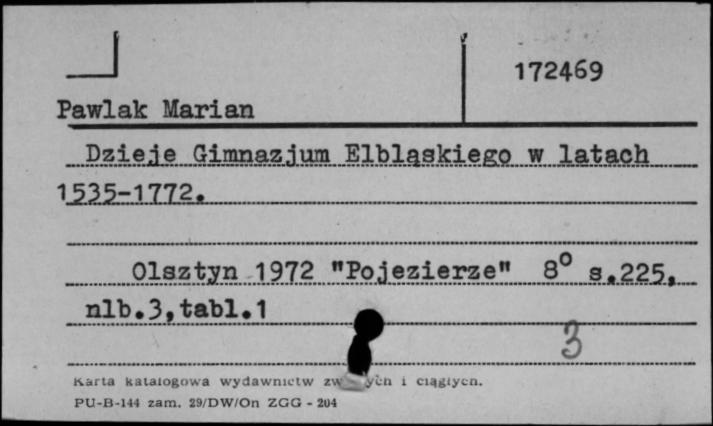 172469
Pawlak Marian
Dzieje Gimnazjum Elbląskiego w latach
1535-1772.
Olsztyn 1972 "Pojezierze" 8° s.225,
nlb.3, tabl.1
3
Karta katalogowa wydawnictw i ciągłych.
PU-B-144 zam. 29/DW/On ZGG - 204